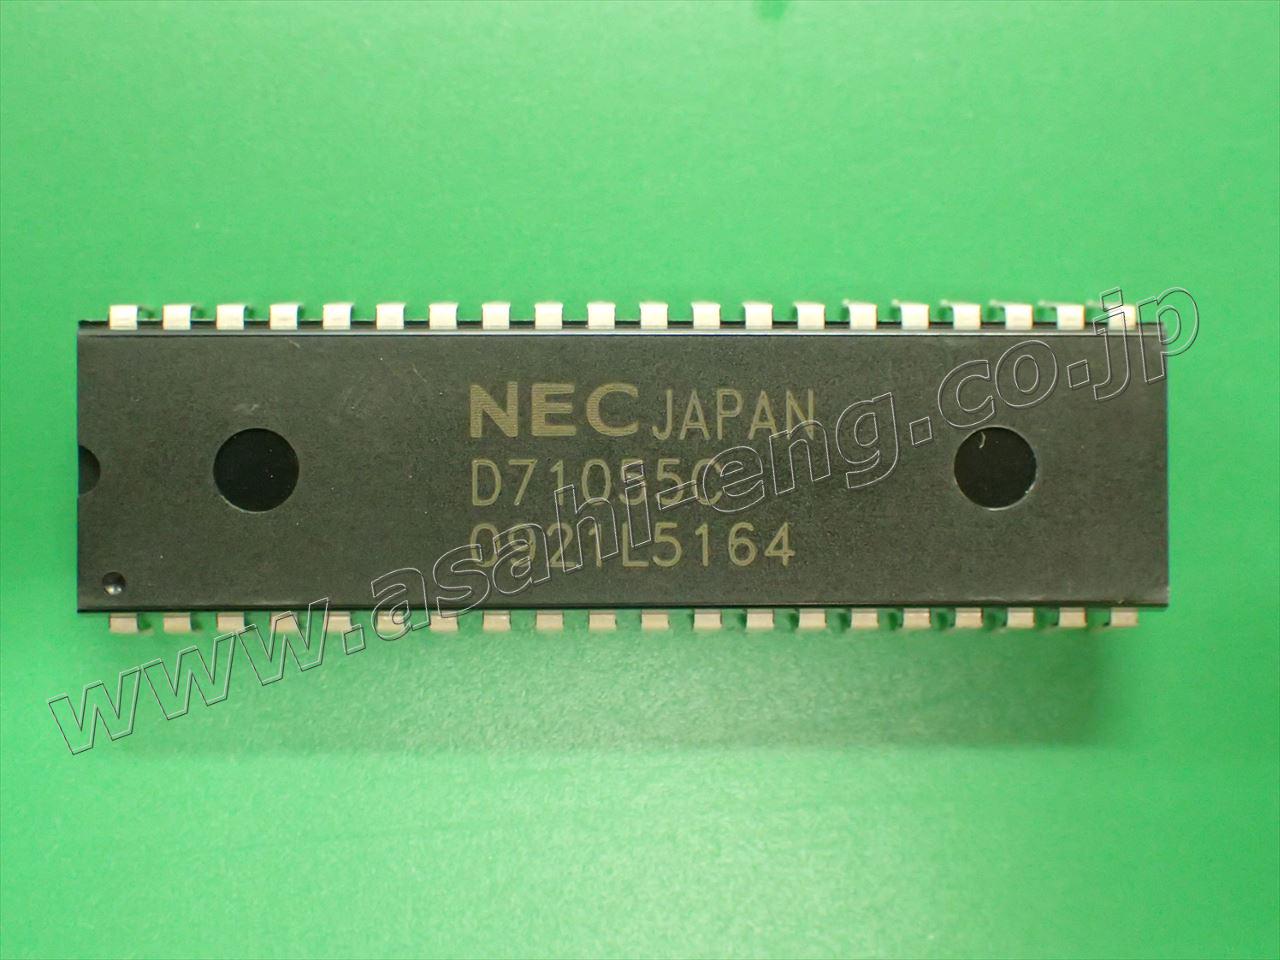 NEC JAPAN
D71055C
0921L5164
www.asahi-eng.co.jp